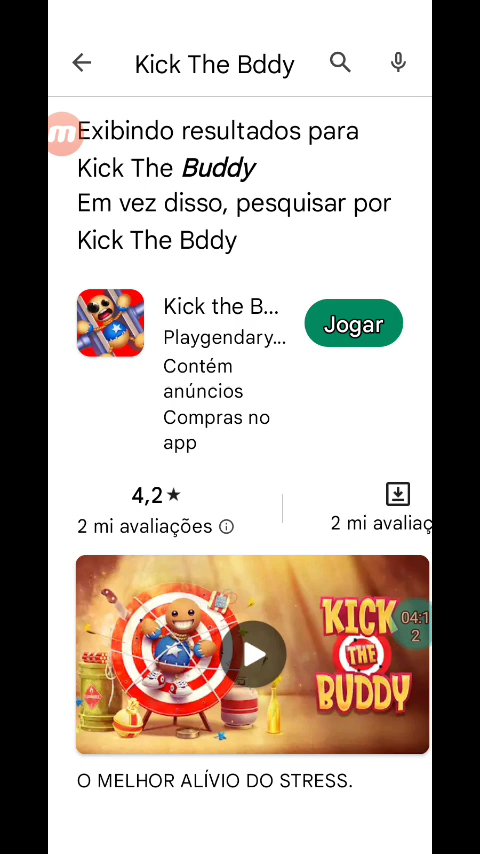 Kick The Bddy
Exibindo resultados para
Kick The Buddy
Em vez disso, pesquisar por
Kick The Bddy
Kick the B...
Playgendary...
Contém
anúncios
Compras no
app
Jogar
4,2★
2 mi avaliações
2 mi avaliaç
KICK
THE
BUDDY
04:1
2
O MELHOR ALÍVIO DO STRESS.